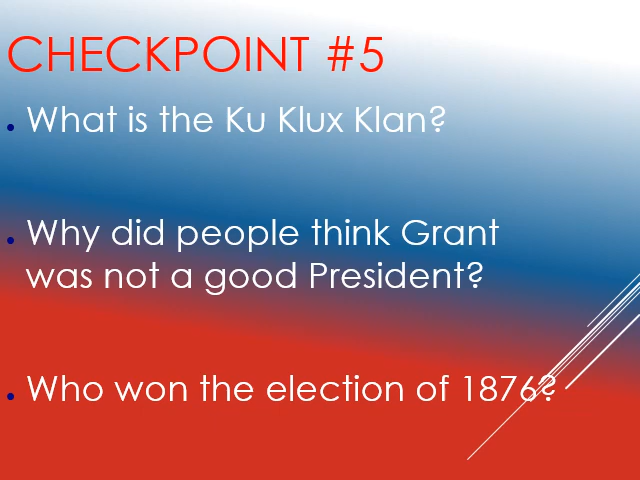 CHECKPOINT #5
• What is the Ku Klux Klan?
• Why did people think Grant
was not a good President?
• Who won the election of 1876?